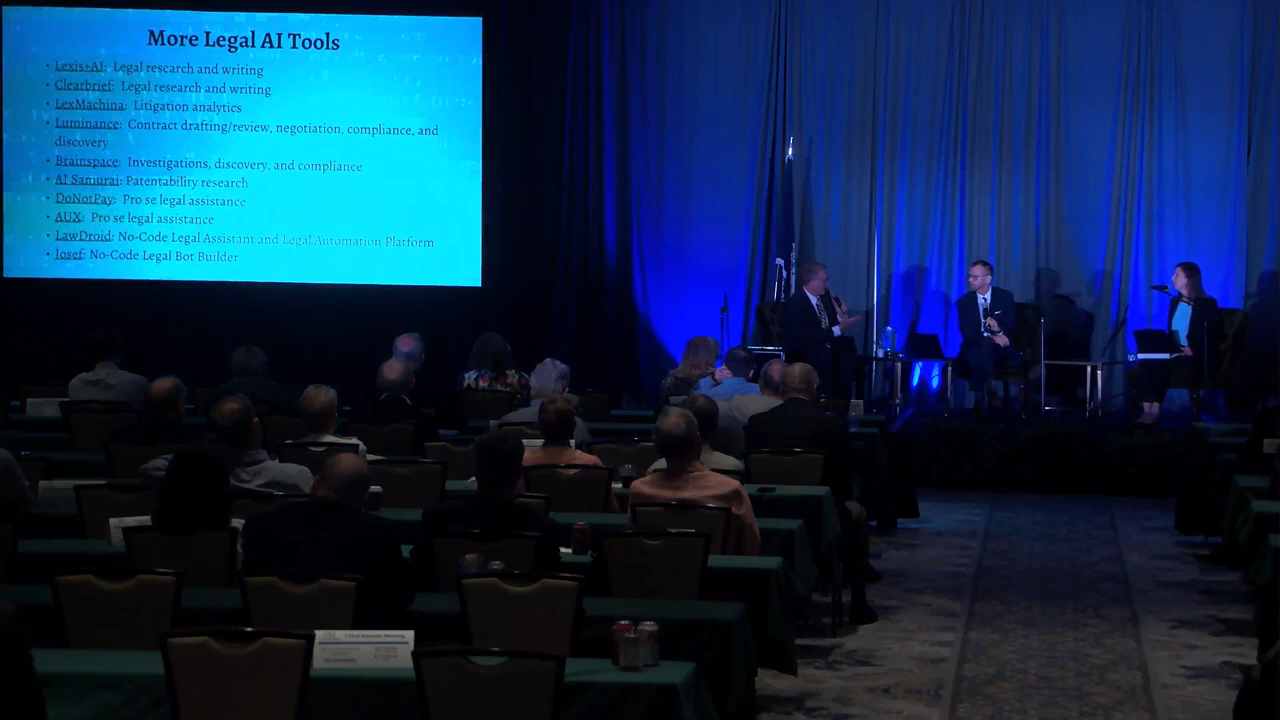 More Legal AI Tools
• Lexis+AI: Legal research and writing
• Clearbrief: Legal research and writing
• LexMachina: Litigation analytics
• Luminance: Contract drafting/review, negotiation, compliance, and
discovery
• Brainspace: Investigations, discovery, and compliance
• AI Samurai: Patentability research
• DoNotPay: Pro se legal assistance
• AUX: Pro se legal assistance
• LawDroid: No-Code Legal Assistant and Legal Automation Platform
• Josef: No-Code Legal Bot Builder
Meeting